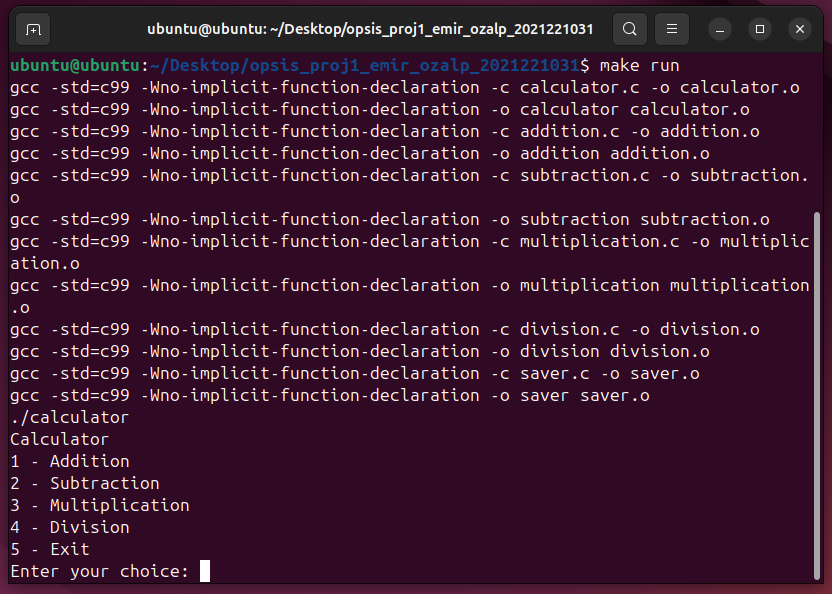 ubuntu@ubuntu: ~/Desktop/opsis_proj1_emir_ozalp_2021221031
ubuntu@ubuntu:~/Desktop/opsis_proj1_emir_ozalp_2021221031$ make run
gcc -std=c99 -Wno-implicit-function-declaration -c calculator.c -o calculator.o
gcc -std=c99 -Wno-implicit-function-declaration -o calculator calculator.o
gcc -std=c99 -Wno-implicit-function-declaration -c addition.c -o addition.o
gcc -std=c99 -Wno-implicit-function-declaration -o addition addition.o
gcc -std=c99 -Wno-implicit-function-declaration -c subtraction.c -o subtraction.
o
gcc -std=c99 -Wno-implicit-function-declaration -o subtraction subtraction.o
gcc -std=c99 -Wno-implicit-function-declaration -c multiplication.c -o multiplic
ation.o
gcc -std=c99 -Wno-implicit-function-declaration -o multiplication multiplication
.o
gcc -std=c99 -Wno-implicit-function-declaration -c division.c -o division.o
gcc -std=c99 -Wno-implicit-function-declaration -o division division.o
gcc -std=c99 -Wno-implicit-function-declaration -c saver.c -o saver.o
gcc -std=c99 -Wno-implicit-function-declaration -o saver saver.o
./calculator
Calculator
1 - Addition
2 - Subtraction
3 - Multiplication
4 - Division
5 - Exit
Enter your choice: